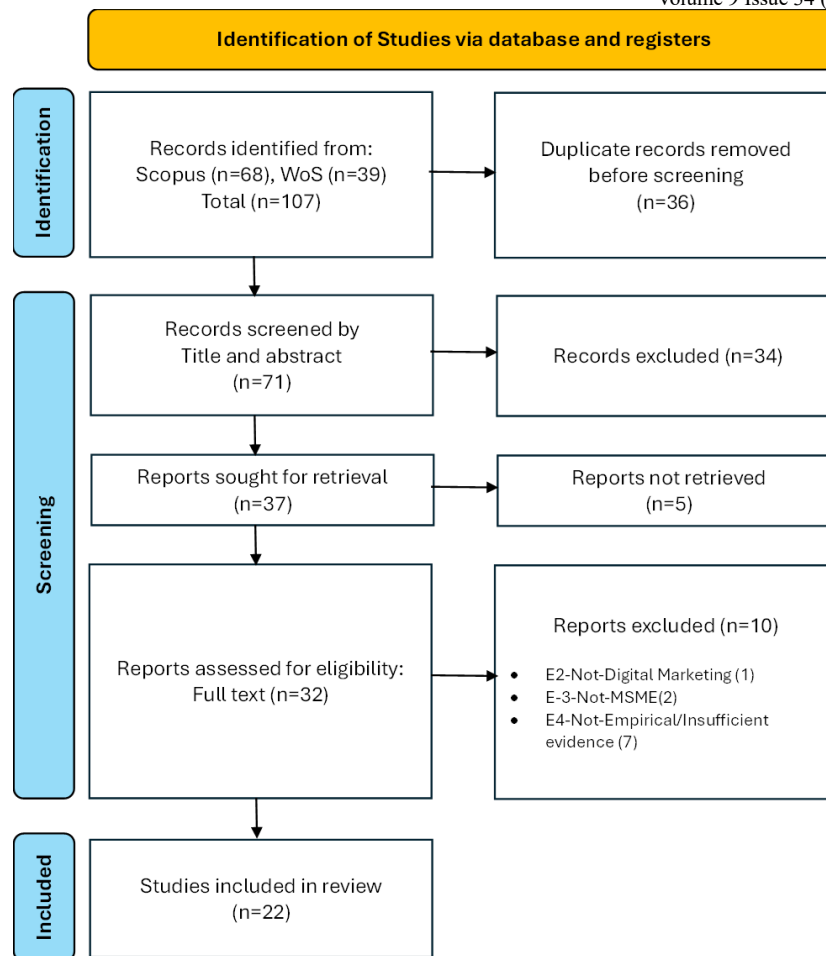 Volume 9 Issue 34 (
Identification of Studies via database and registers
Identification
Records identified from:
Scopus (n=68), WoS (n=39)
Total (n=107)
Duplicate records removed
before screening
(n=36)
Screening
Records screened by
Title and abstract
(n=71)
Records excluded (n=34)
Reports sought for retrieval
(n=37)
Reports not retrieved
(n=5)
Reports assessed for eligibility:
Full text (n=32)
Reports excluded (n=10)
• E2-Not-Digital Marketing (1)
• E-3-Not-MSME(2)
• E4-Not-Empirical/Insufficient
evidence (7)
Included
Studies included in review
(n=22)